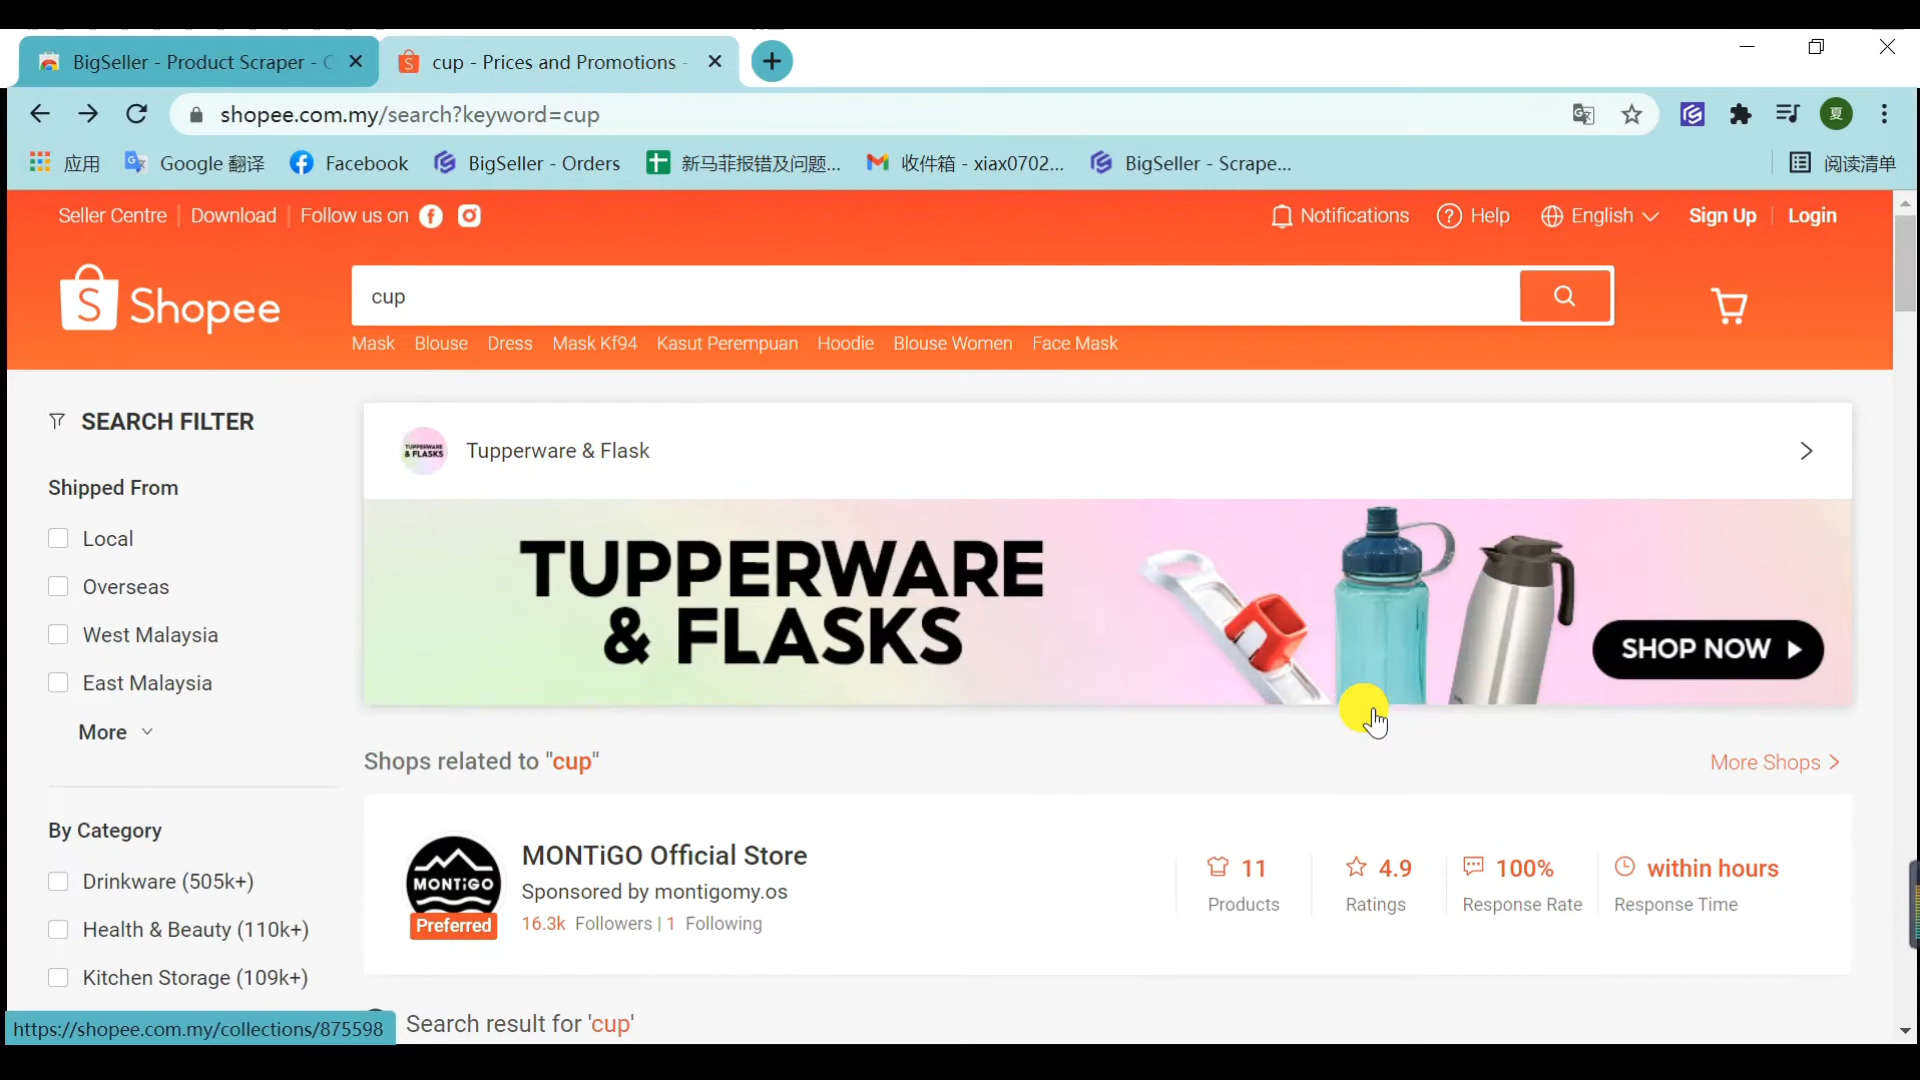 BigSeller - Product Scraper - C
cup - Prices and Promotions -
shopee.com.my/search?keyword=cup
夏
应用
Google 翻译
Facebook
BigSeller - Orders
新马菲报错及问题...
收件箱 - xiax0702...
BigSeller - Scrape...
阅读清单
Seller Centre
Download
Follow us on
Notifications
Help
English
Sign Up
Login
Shopee
cup
Mask Blouse Dress Mask Kf94 Kasut Perempuan Hoodie Blouse Women Face Mask
SEARCH FILTER
Shipped From
Local
Overseas
West Malaysia
East Malaysia
More
By Category
Drinkware (505k+)
Health & Beauty (110k+)
Kitchen Storage (109k+)
https://shopee.com.my/collections/875598
TUPPERWARE
& FLASKS
Tupperware & Flask
TUPPERWARE
& FLASKS
SHOP NOW
Shops related to "cup"
More Shops
MONTiGO
Preferred
MONTiGO Official Store
Sponsored by montigomy.os
16.3k Followers | 1 Following
11
Products
4.9
Ratings
100%
Response Rate
within hours
Response Time
Search result for 'cup'